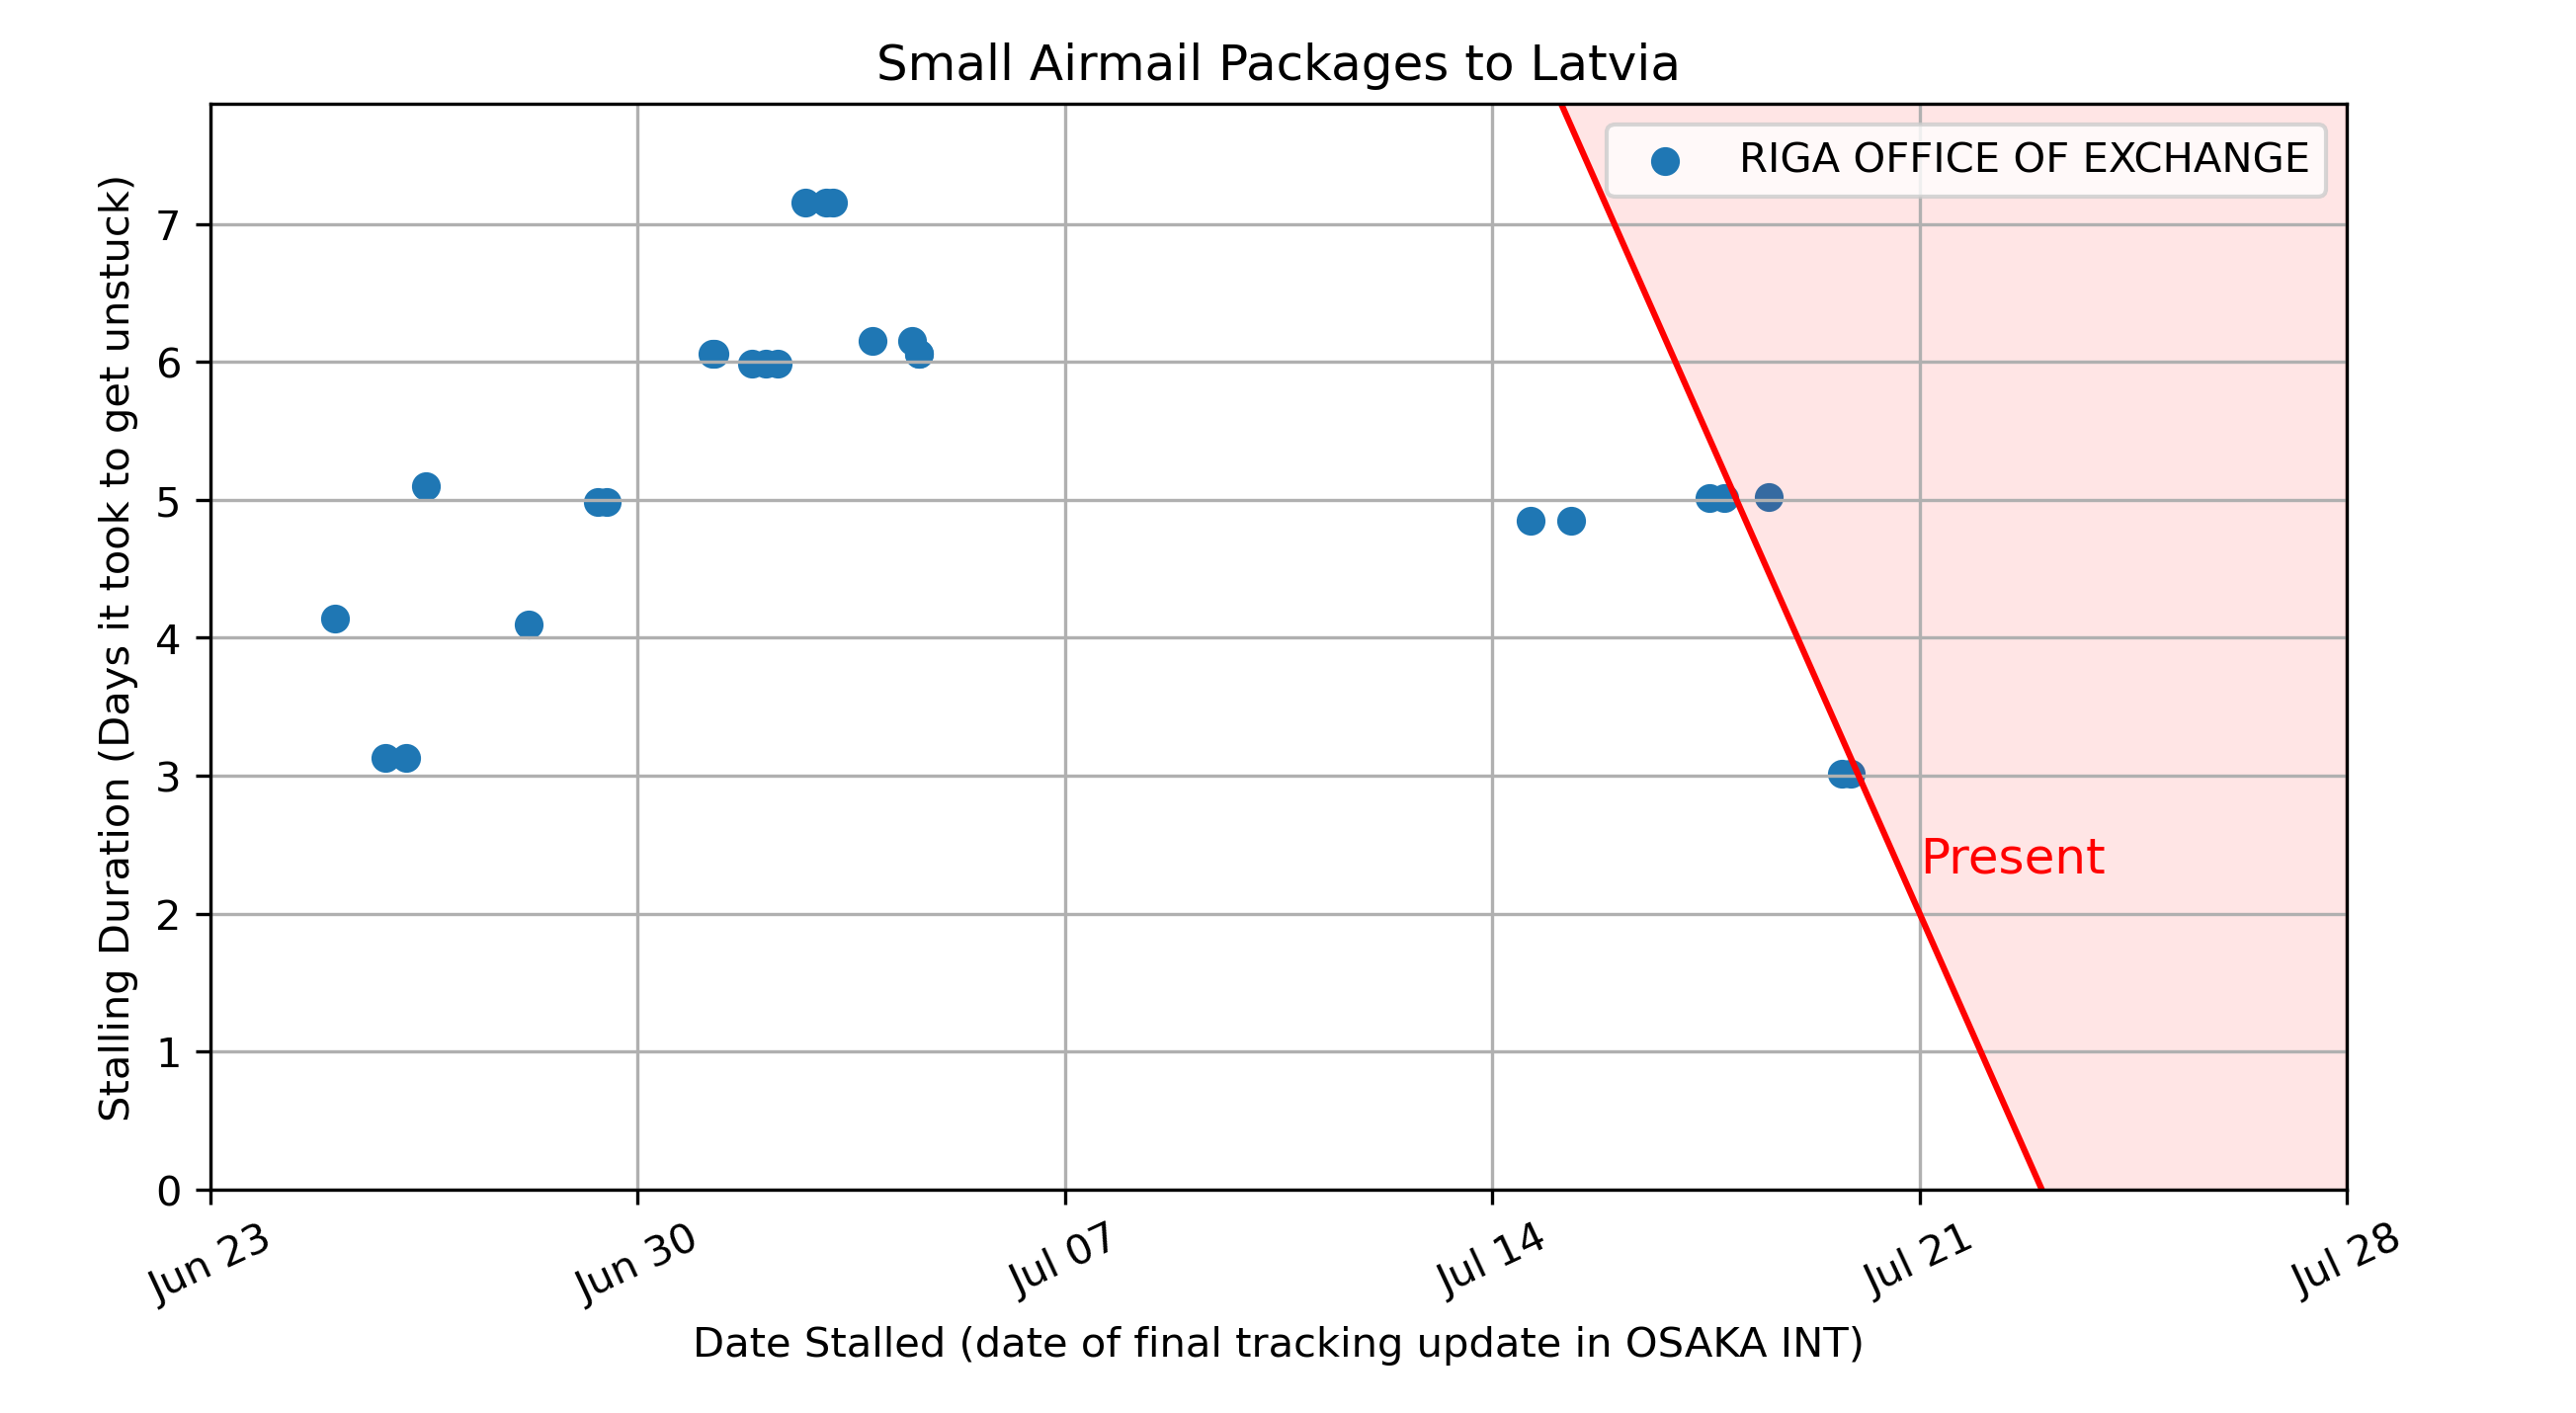 Small Airmail Packages to Latvia
RIGA OFFICE OF EXCHANGE
Stalling Duration (Days it took to get unstuck)
7
6
5
4
3
2
1
0
Present
Jun 23
Jun 30
Jul 07
Jul 14
Jul 21
Jul 28
Date Stalled (date of final tracking update in OSAKA INT)